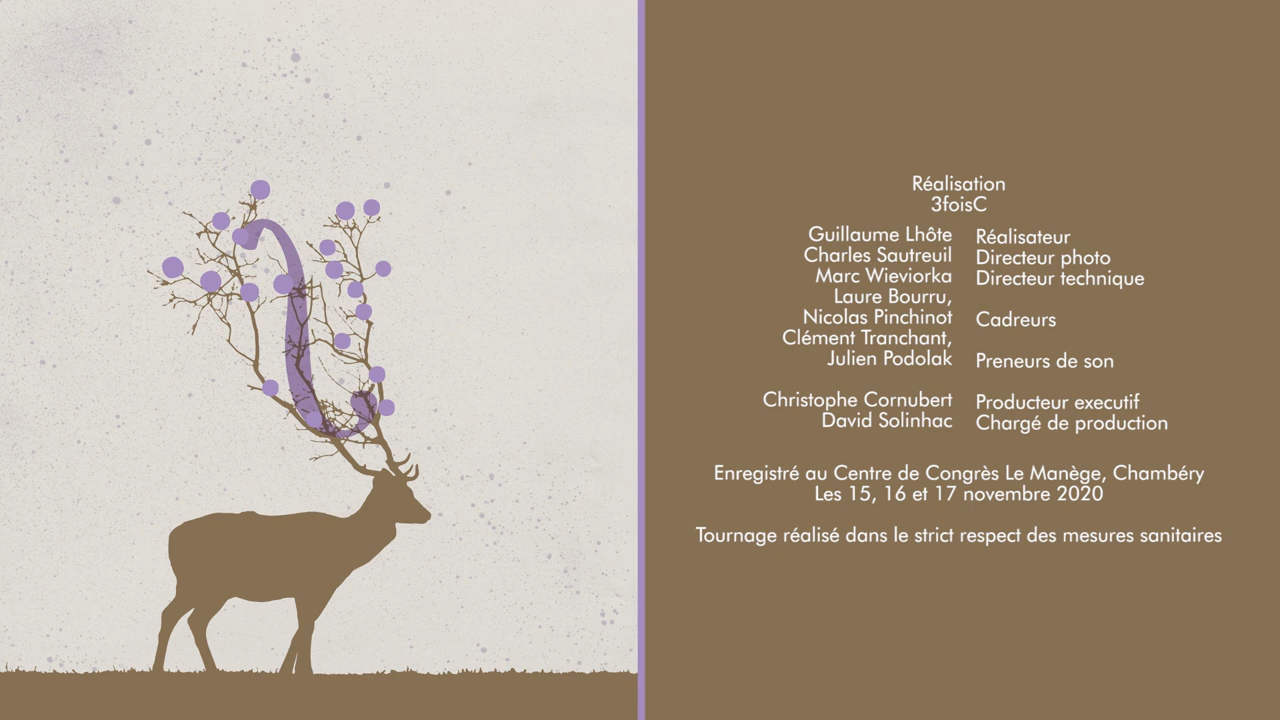 Réalisation
3foisC
Guillaume Lhôte Réalisateur
Charles Sautreuil Directeur photo
Marc Wieviorka Directeur technique
Laure Bourru,
Nicolas Pinchinot Cadreurs
Clément Tranchant,
Julien Podolak Preneurs de son
Christophe Cornubert Producteur executif
David Solinhac Chargé de production
Enregistré au Centre de Congrès Le Manège, Chambéry
Les 15, 16 et 17 novembre 2020
Tournage réalisé dans le strict respect des mesures sanitaires